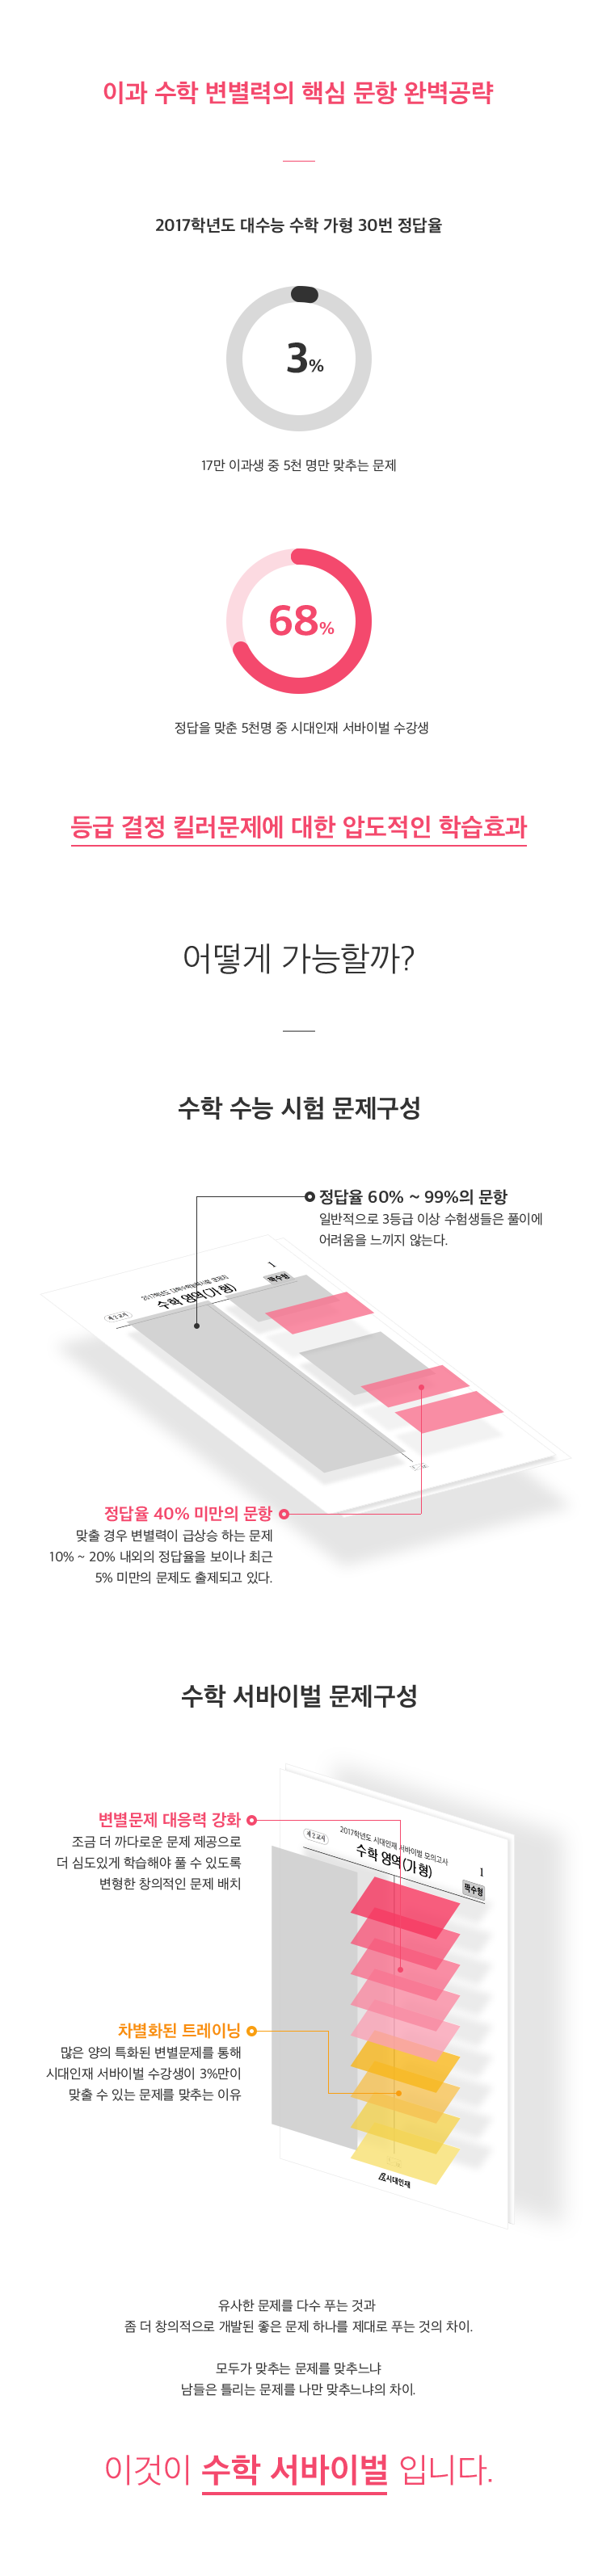 이과 수학 변별력의 핵심 문항 완벽공략
2017학년도 대수능 수학 가형 30번 정답율
3%
17만 이과생 중 5천 명만 맞추는 문제
68%
정답을 맞춘 5천명 중 시대인재 서바이벌 수강생
등급 결정 킬러문제에 대한 압도적인 학습효과
어떻게 가능할까?
수학 수능 시험 문제구성
정답율 60% ~ 99%의 문항
일반적으로 3등급 이상 수험생들은 풀이에
어려움을 느끼지 않는다.
1
수학 영역(가형)
짝수형
제 2 교시
정답율 40% 미만의 문항
맞출 경우 변별력이 급상승 하는 문제
10% ~ 20% 내외의 정답율을 보이나 최근
5% 미만의 문제도 출제되고 있다.
수학 서바이벌 문제구성
변별문제 대응력 강화
조금 더 까다로운 문제 제공으로
더 심도있게 학습해야 풀 수 있도록
변형한 창의적인 문제 배치
제 2 교시
2017학년도 시대인재 서바이벌 모의고사
수학 영역(가형)
1
짝수형
차별화된 트레이닝
많은 양의 특화된 변별문제를 통해
시대인재 서바이벌 수강생이 3%만이
맞출 수 있는 문제를 맞추는 이유
시대인재
유사한 문제를 다수 푸는 것과
좀 더 창의적으로 개발된 좋은 문제 하나를 제대로 푸는 것의 차이.
모두가 맞추는 문제를 맞추느냐
남들은 틀리는 문제를 나만 맞추느냐의 차이.
이것이 수학 서바이벌 입니다.